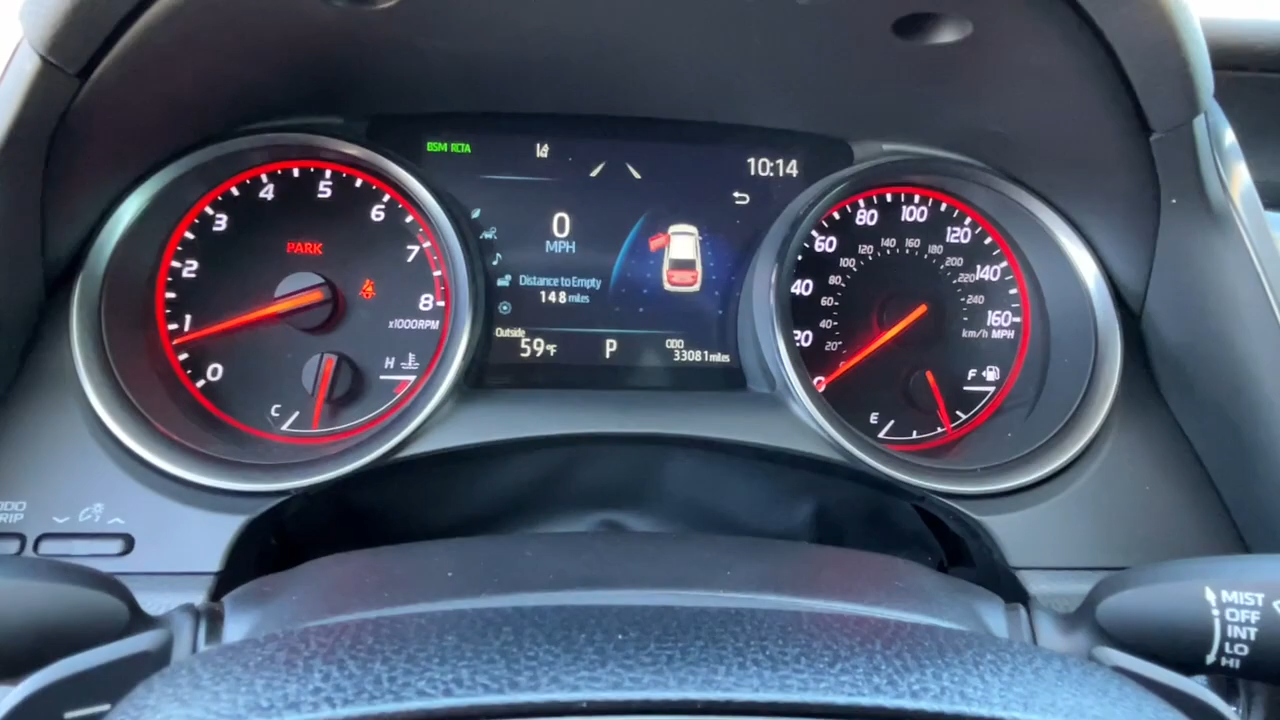 BSM RCTA
10:14
0
MPH
Distance to Empty
148 miles
Outside
59°F
P
ODO
33081 miles
PARK
0
1
2
3
4
5
6
7
8
x1000RPM
H
C
0
20
40
60
80
100
120
140
160
20
40
60
80
100
120
140
160
180
200
220
240
km/h MPH
F
E
ODO
TRIP
MIST
OFF
INT
LO
HI